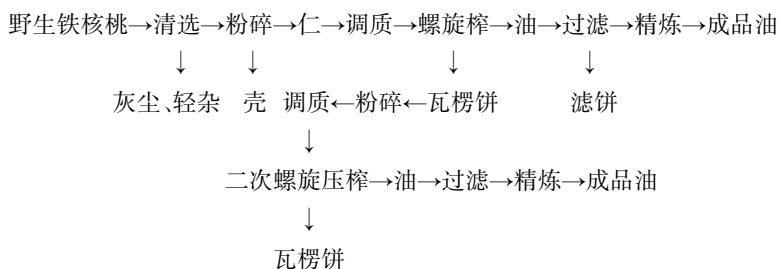 野生铁核桃→清选→粉碎→仁→调质→螺旋榨→油→过滤→精炼→成品油
↓ ↓ ↓ ↓
灰尘、轻杂 壳 调质←粉碎←瓦楞饼 滤饼
↓
二次螺旋压榨→油→过滤→精炼→成品油
↓
瓦楞饼